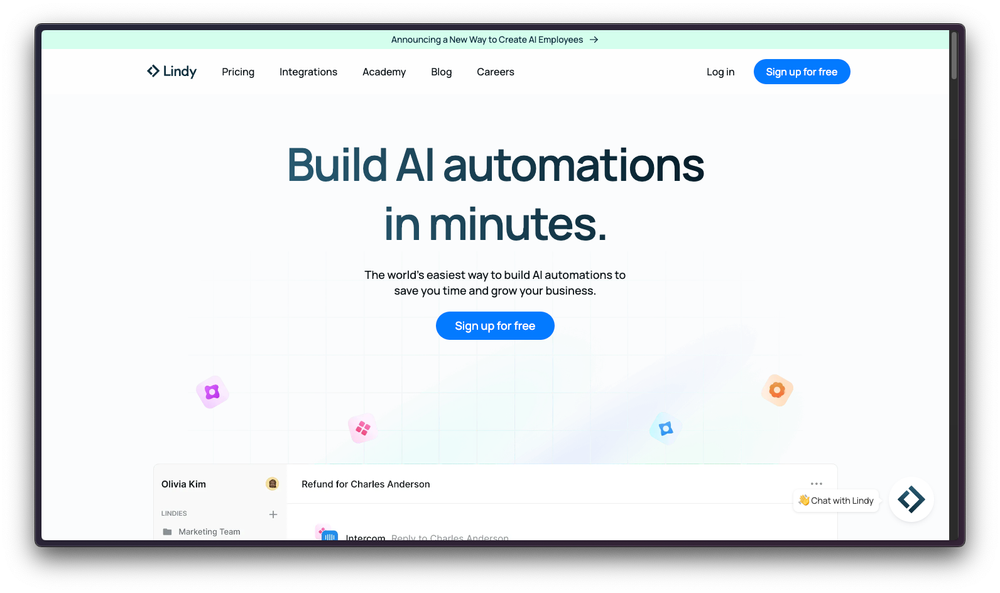 Announcing a New Way to Create AI Employees →
Lindy Pricing Integrations Academy Blog Careers Log in Sign up for free
Build AI automations
in minutes.
The world's easiest way to build AI automations to
save you time and grow your business.
Sign up for free
Olivia Kim
Refund for Charles Anderson
👋 Chat with Lindy
LINDIES
Marketing Team
Intercom Reply to Charles Anderson